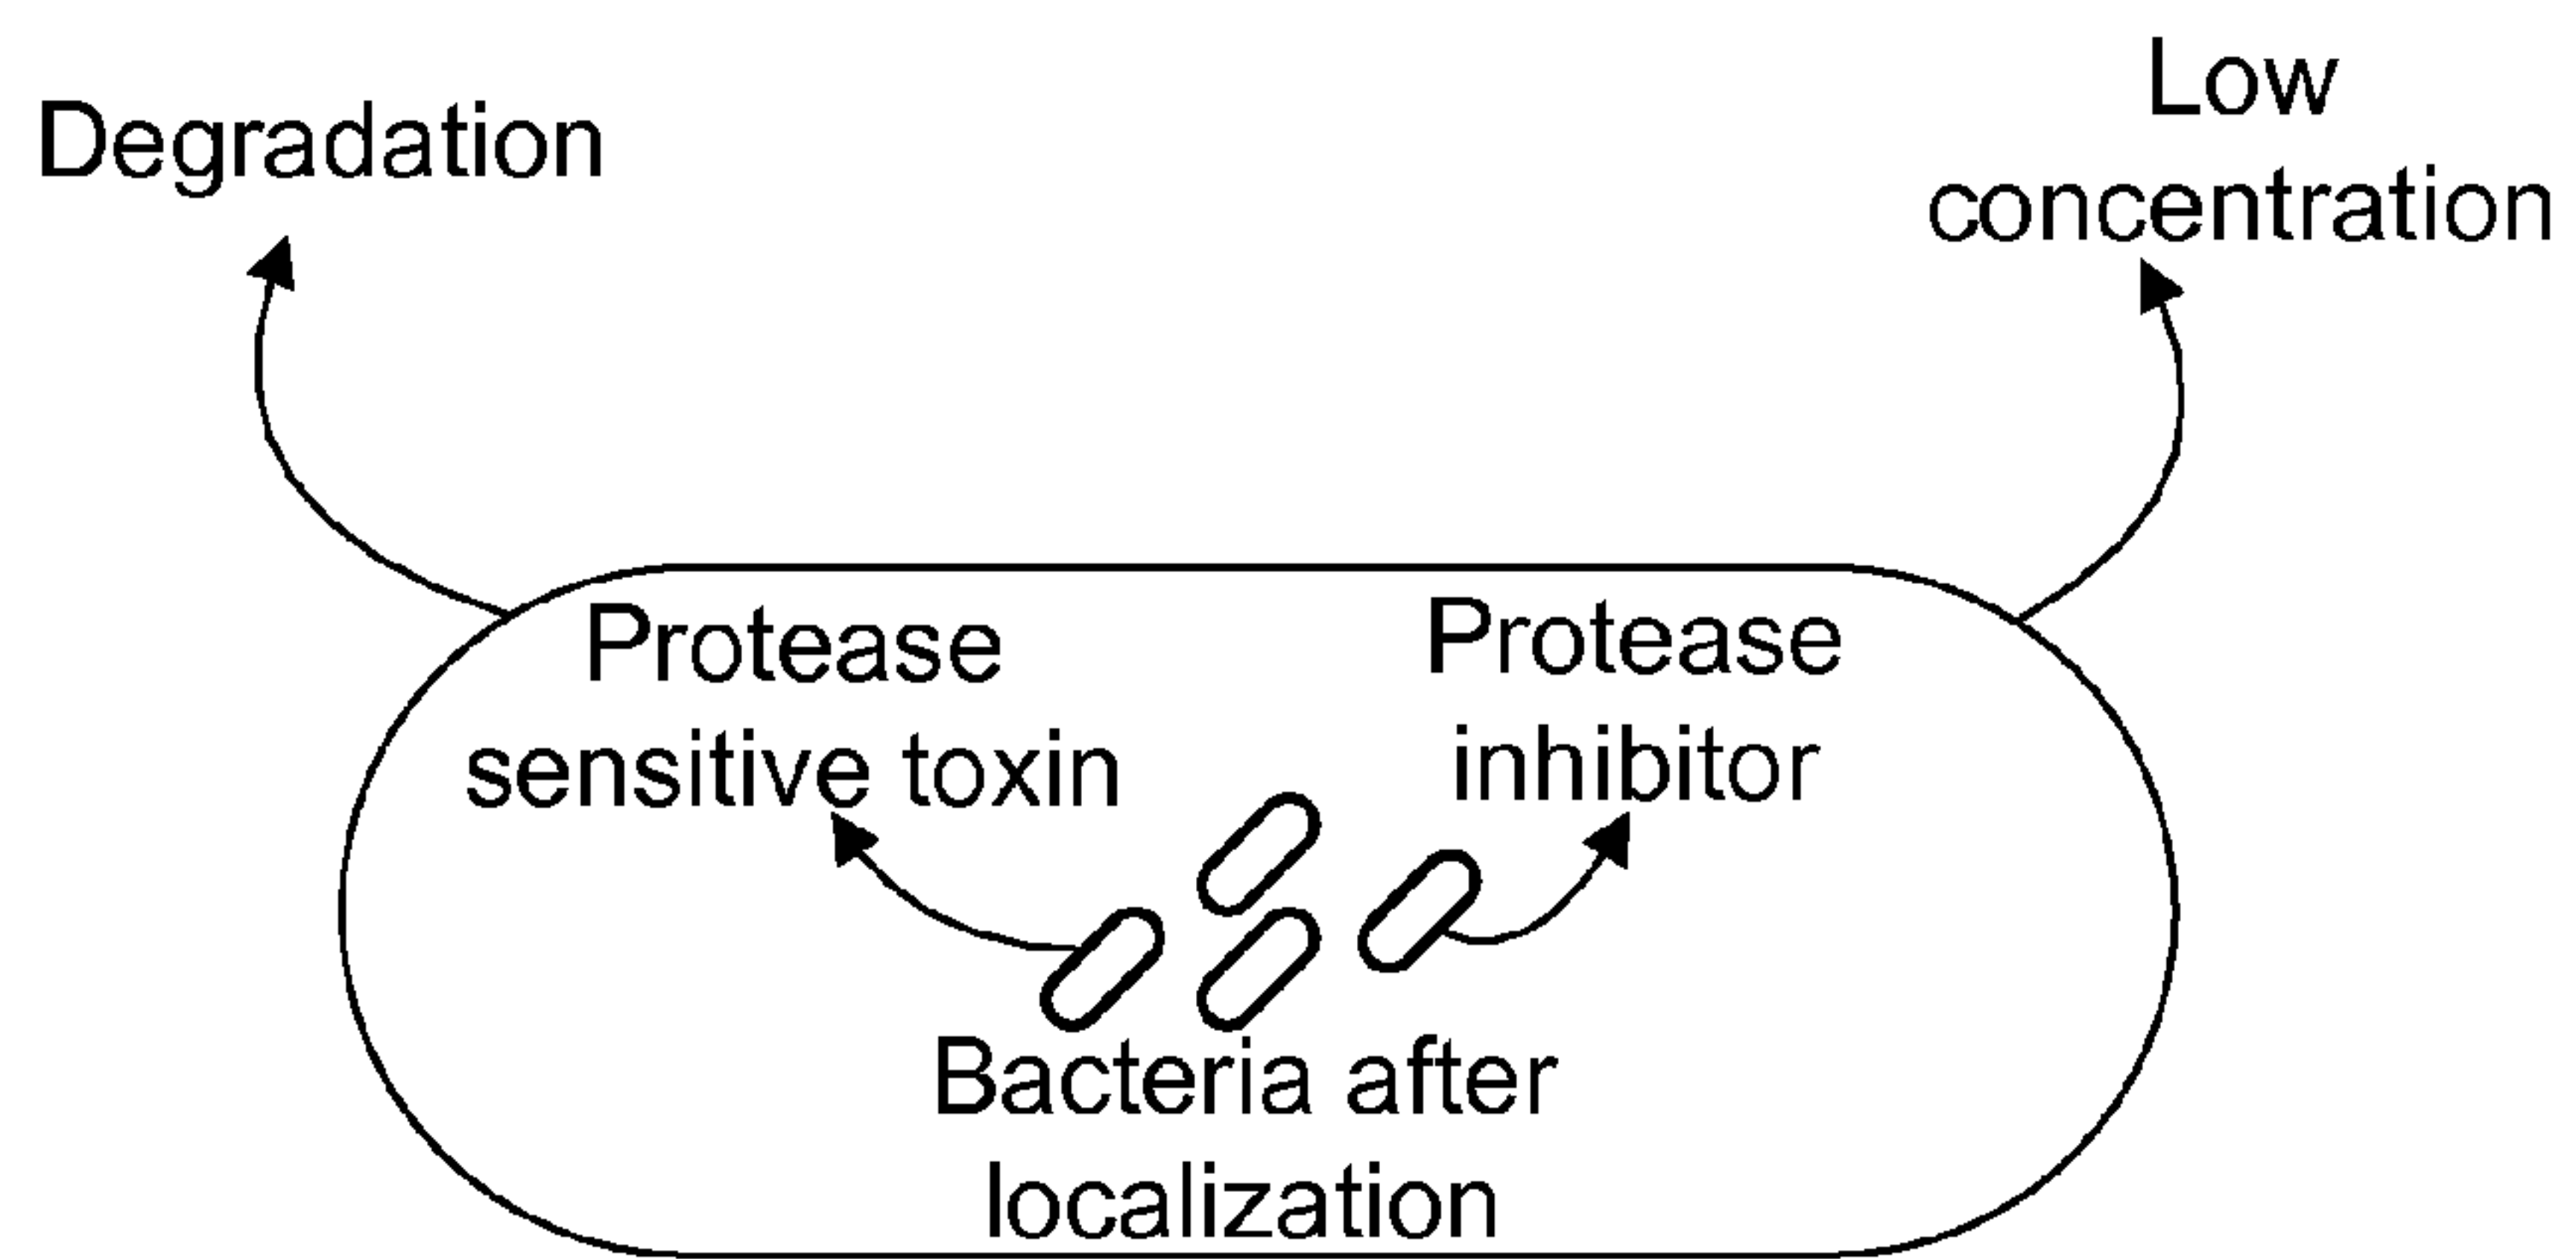 Degradation
Low
concentration
Protease
sensitive toxin
Protease
inhibitor
Bacteria after
localization